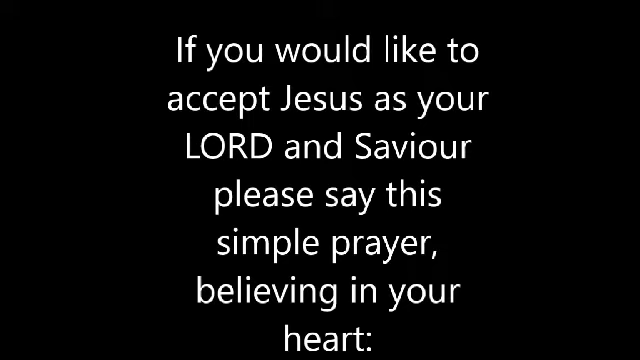 If you would like to
accept Jesus as your
LORD and Saviour
please say this
simple prayer,
believing in your
heart: